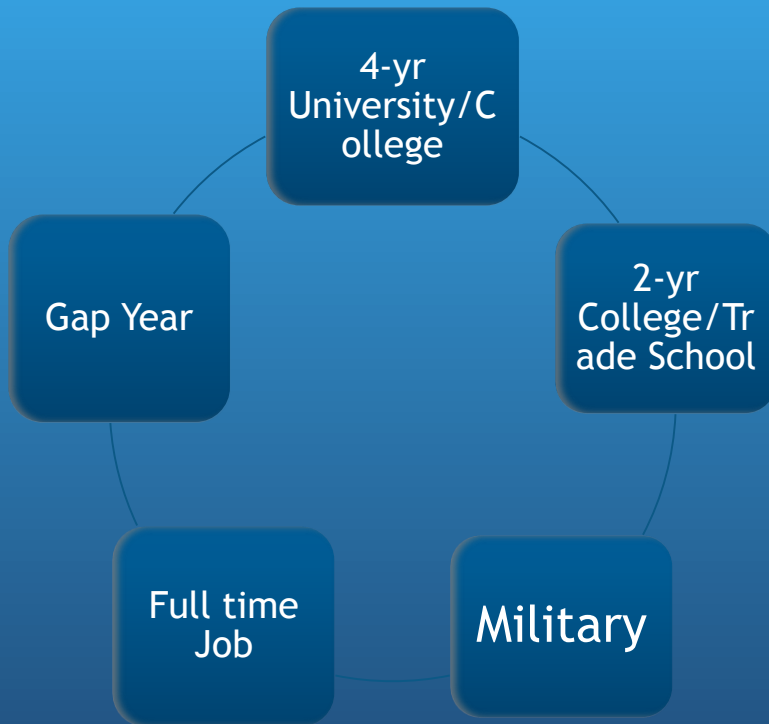 4-yr
University/C
ollege
2-yr
College/Tr
ade School
Military
Full time
Job
Gap Year